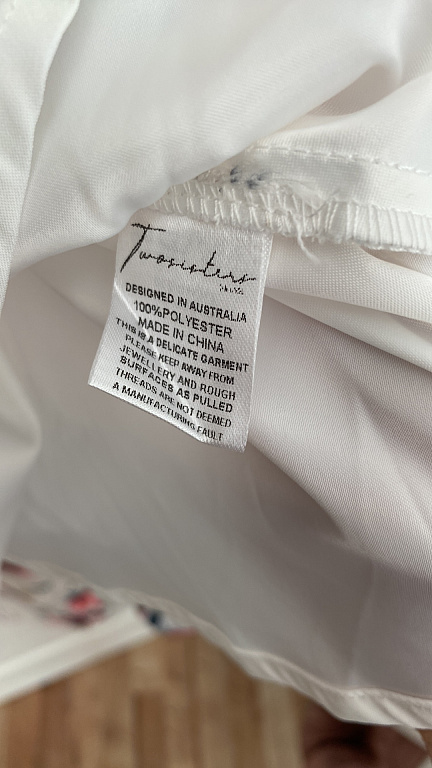 Twosisters
DESIGNED IN AUSTRALIA
100%POLYESTER
MADE IN CHINA
THIS IS A DELICATE GARMENT
PLEASE KEEP AWAY FROM
JEWELLERY AND ROUGH
SURFACES AS PULLED
THREADS ARE NOT DEEMED
A MANUFACTURING FAULT